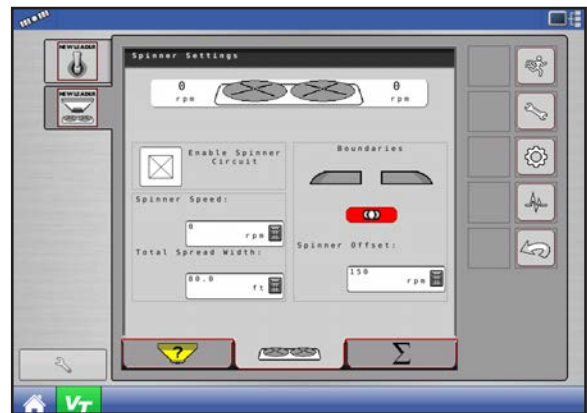 NEW LEADER
Spinner Settings
0
rpm
0
rpm
NEW LEADER
Enable Spinner
Circuit
Boundaries
Spinner Speed:
0
rpm
Total Spread Width:
80.0
ft
Spinner Offset:
150
rpm
?
Σ
VT